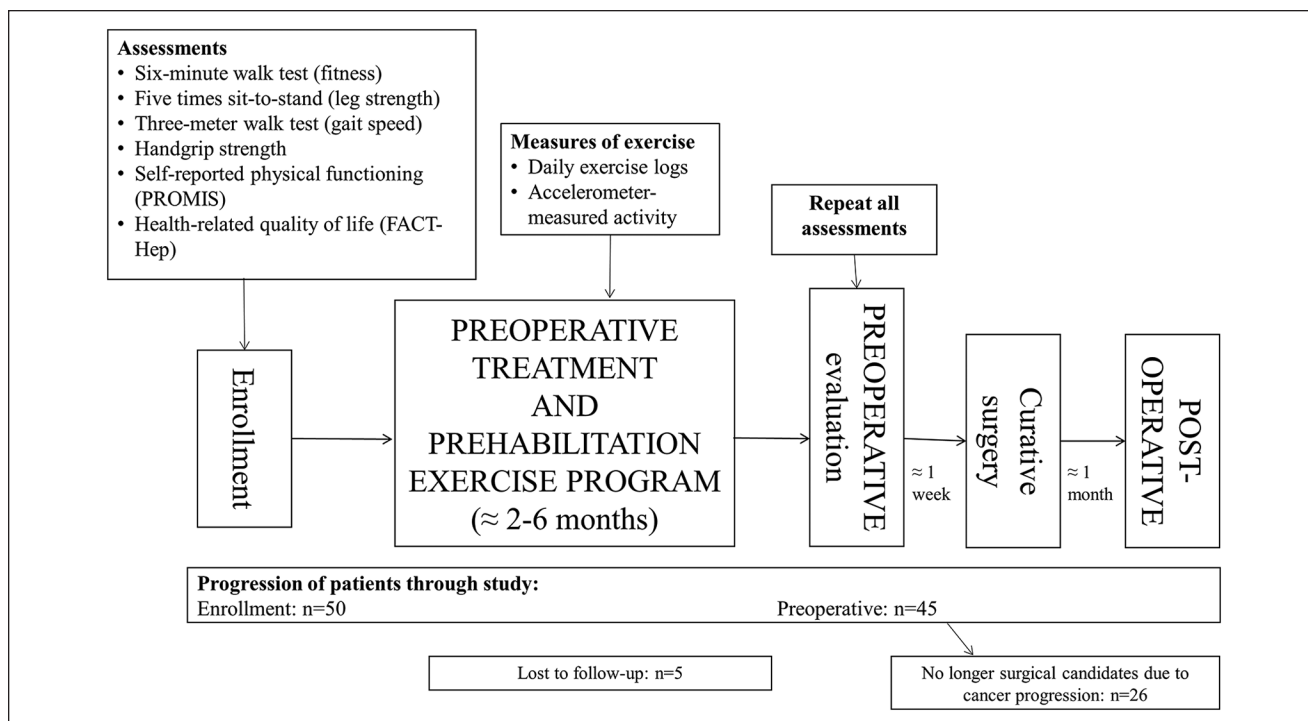 Assessments
• Six-minute walk test (fitness)
• Five times sit-to-stand (leg strength)
• Three-meter walk test (gait speed)
• Handgrip strength
• Self-reported physical functioning
(PROMIS)
• Health-related quality of life (FACT-
Hep)
Measures of exercise
• Daily exercise logs
• Accelerometer-
measured activity
Repeat all
assessments
Enrollment
PREOPERATIVE
TREATMENT
AND
PREHABILITATION
EXERCISE PROGRAM
(≈ 2-6 months)
PREOPERATIVE
evaluation
≈ 1
week
Curative
surgery
≈ 1
month
POST-
OPERATIVE
Progression of patients through study:
Enrollment: n=50 Preoperative: n=45
Lost to follow-up: n=5
No longer surgical candidates due to
cancer progression: n=26